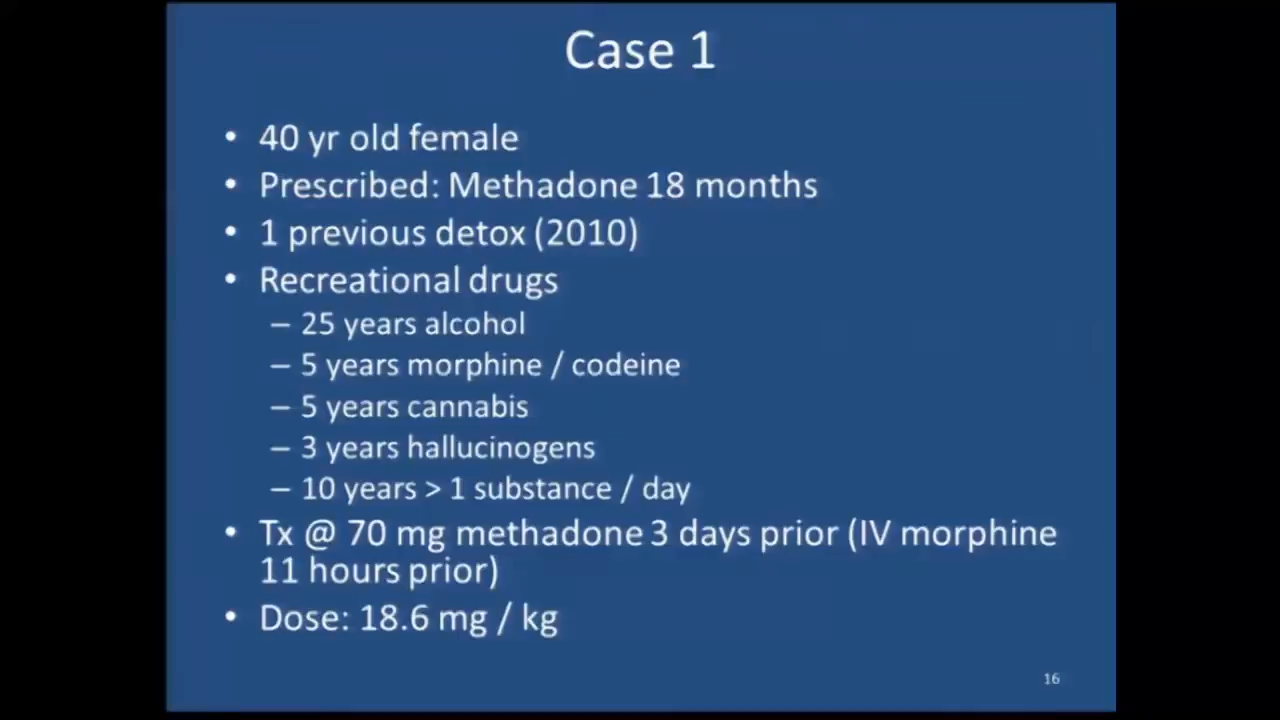 Case 1
• 40 yr old female
• Prescribed: Methadone 18 months
• 1 previous detox (2010)
• Recreational drugs
– 25 years alcohol
– 5 years morphine / codeine
– 5 years cannabis
– 3 years hallucinogens
– 10 years > 1 substance / day
• Tx @ 70 mg methadone 3 days prior (IV morphine
11 hours prior)
• Dose: 18.6 mg / kg
16